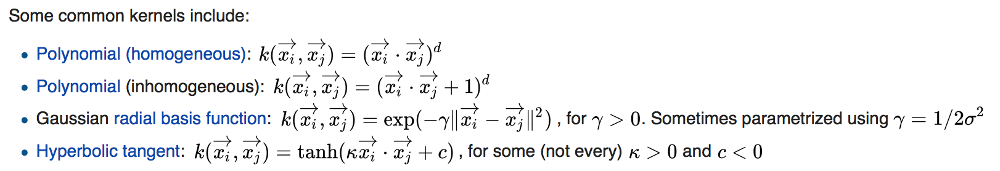 Some common kernels include:
• Polynomial (homogeneous): $k(\overrightarrow{x_i}, \overrightarrow{x_j}) = (\overrightarrow{x_i} \cdot \overrightarrow{x_j})^d$
• Polynomial (inhomogeneous): $k(\overrightarrow{x_i}, \overrightarrow{x_j}) = (\overrightarrow{x_i} \cdot \overrightarrow{x_j} + 1)^d$
• Gaussian radial basis function: $k(\overrightarrow{x_i}, \overrightarrow{x_j}) = \exp(-\gamma \|\overrightarrow{x_i} - \overrightarrow{x_j}\|^2)$, for $\gamma > 0$. Sometimes parametrized using $\gamma = 1/2\sigma^2$
• Hyperbolic tangent: $k(\overrightarrow{x_i}, \overrightarrow{x_j}) = \tanh(\kappa \overrightarrow{x_i} \cdot \overrightarrow{x_j} + c)$, for some (not every) $\kappa > 0$ and $c < 0$